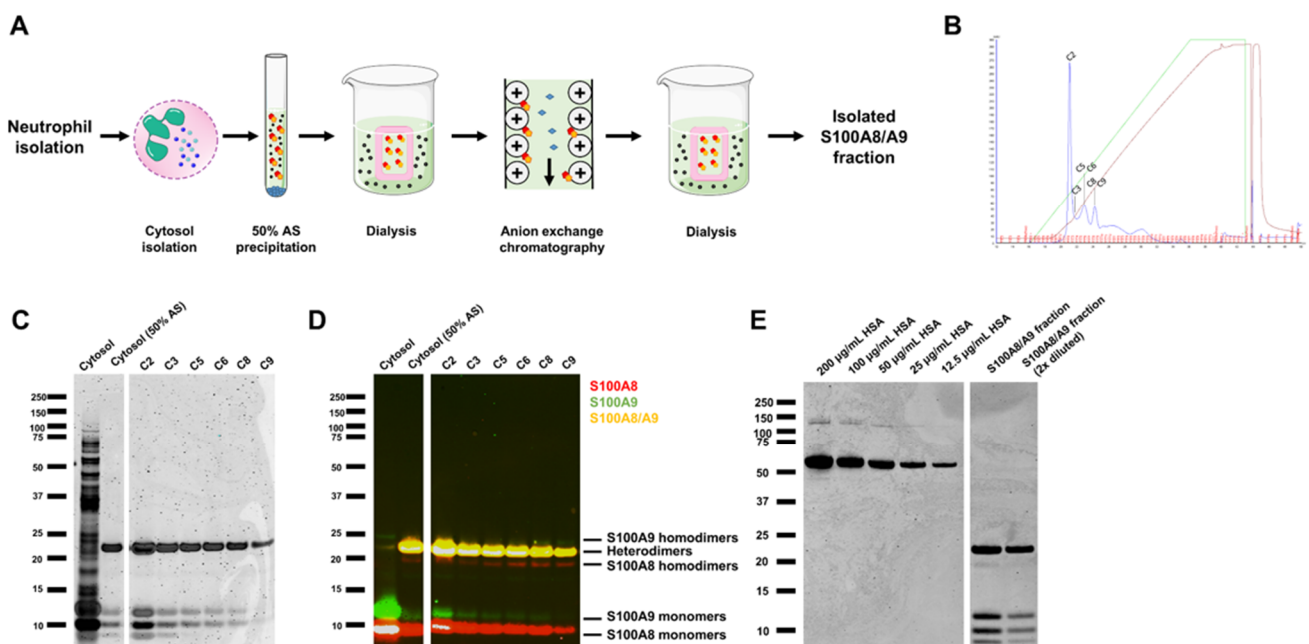 A
B
Neutrophil
isolation
Cytosol
isolation
50% AS
precipitation
Dialysis
Anion exchange
chromatography
Dialysis
Isolated
S100A8/A9
fraction
C2
C3
C5
C6
C8
C9
C
Cytosol
Cytosol (50% AS)
C2
C3
C5
C6
C8
C9
250
150
100
75
50
37
25
20
15
10
D
Cytosol
Cytosol (50% AS)
C2
C3
C5
C6
C8
C9
250
150
100
75
50
37
25
20
15
10
S100A8
S100A9
S100A8/A9
S100A9 homodimers
Heterodimers
S100A8 homodimers
S100A9 monomers
S100A8 monomers
E
200 µg/mL HSA
100 µg/mL HSA
50 µg/mL HSA
25 µg/mL HSA
12.5 µg/mL HSA
S100A8/A9 fraction
S100A8/A9 fraction
(2x diluted)
250
150
100
75
50
37
25
20
15
10